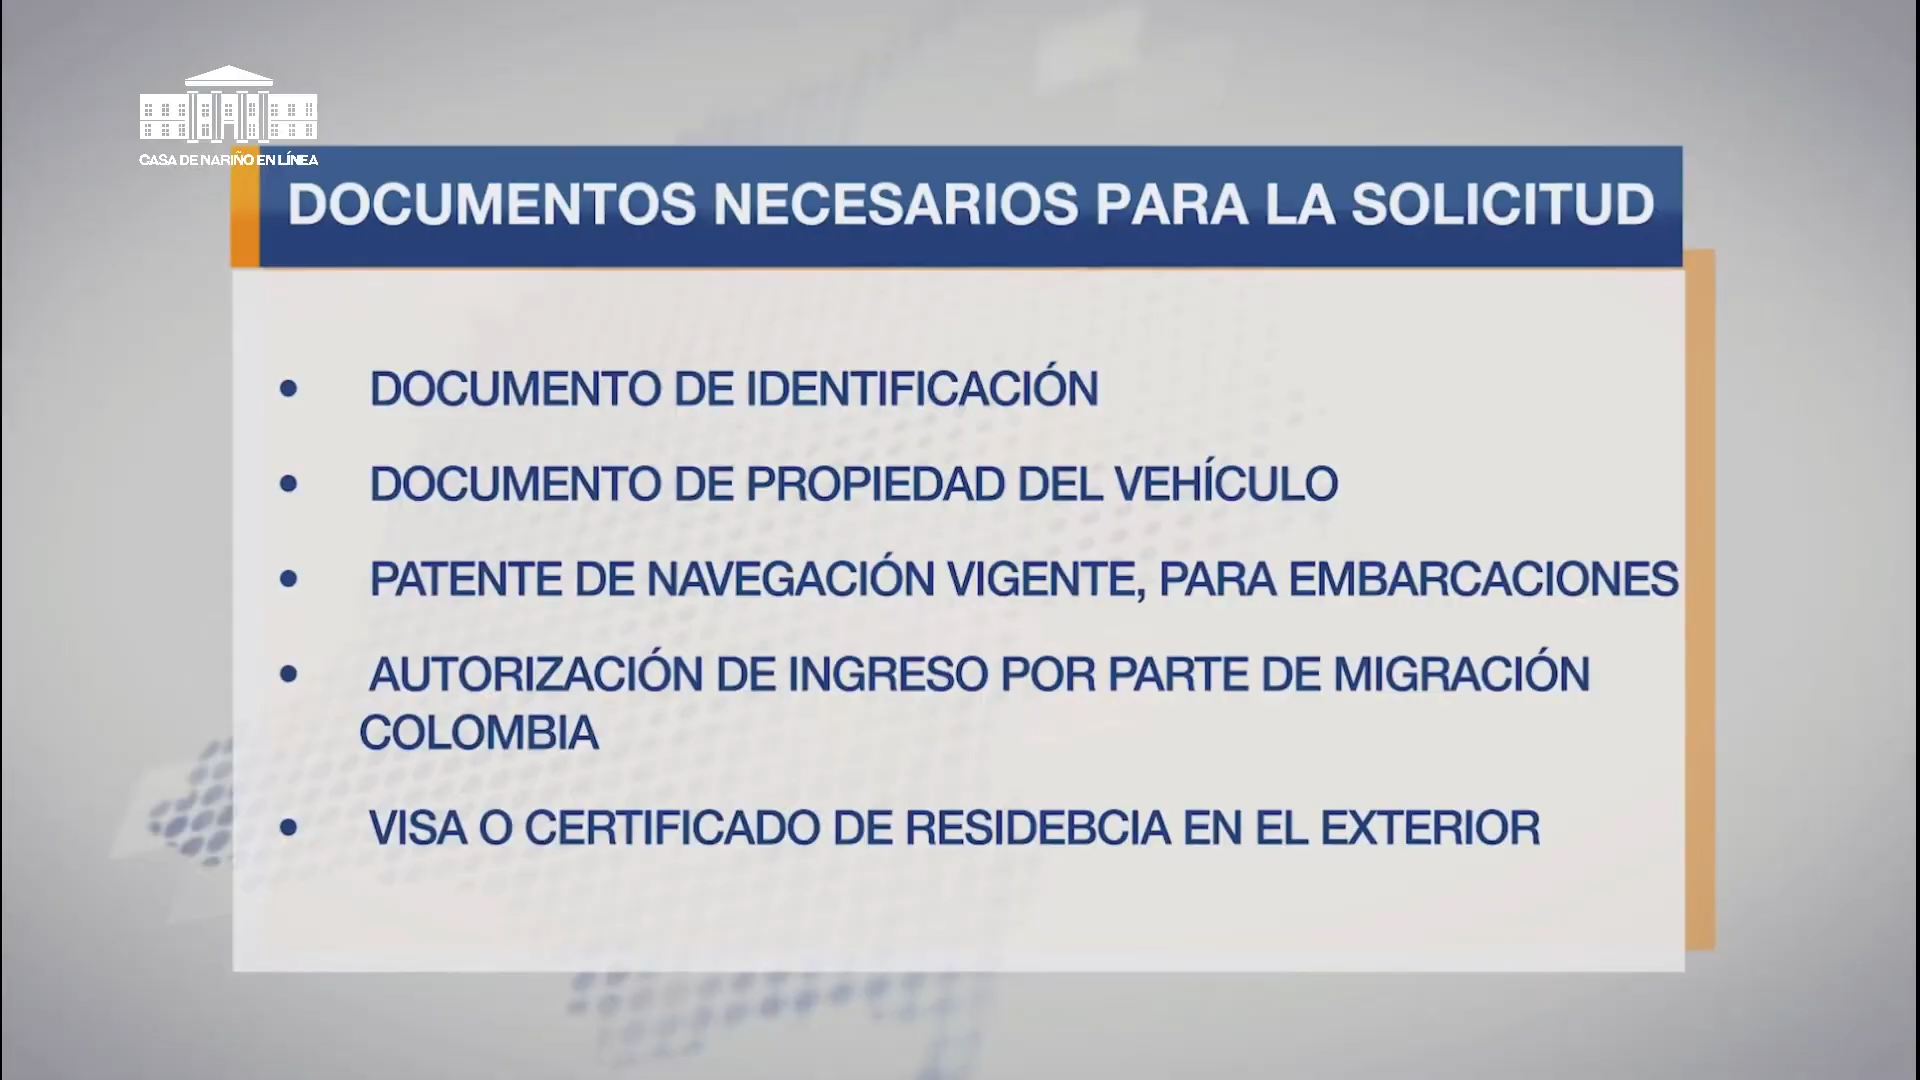 CASA DE NARIÑO EN LÍNEA
DOCUMENTOS NECESARIOS PARA LA SOLICITUD
• DOCUMENTO DE IDENTIFICACIÓN
• DOCUMENTO DE PROPIEDAD DEL VEHÍCULO
• PATENTE DE NAVEGACIÓN VIGENTE, PARA EMBARCACIONES
• AUTORIZACIÓN DE INGRESO POR PARTE DE MIGRACIÓN
COLOMBIA
• VISA O CERTIFICADO DE RESIDEBCIA EN EL EXTERIOR